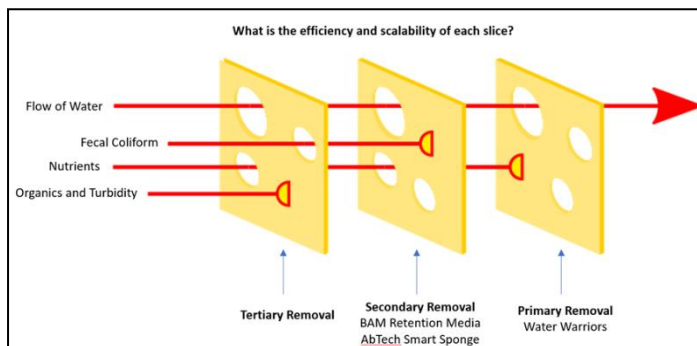 What is the efficiency and scalability of each slice?
Flow of Water
Fecal Coliform
Nutrients
Organics and Turbidity
Tertiary Removal
Secondary Removal
BAM Retention Media
AbTech Smart Sponge
Primary Removal
Water Warriors